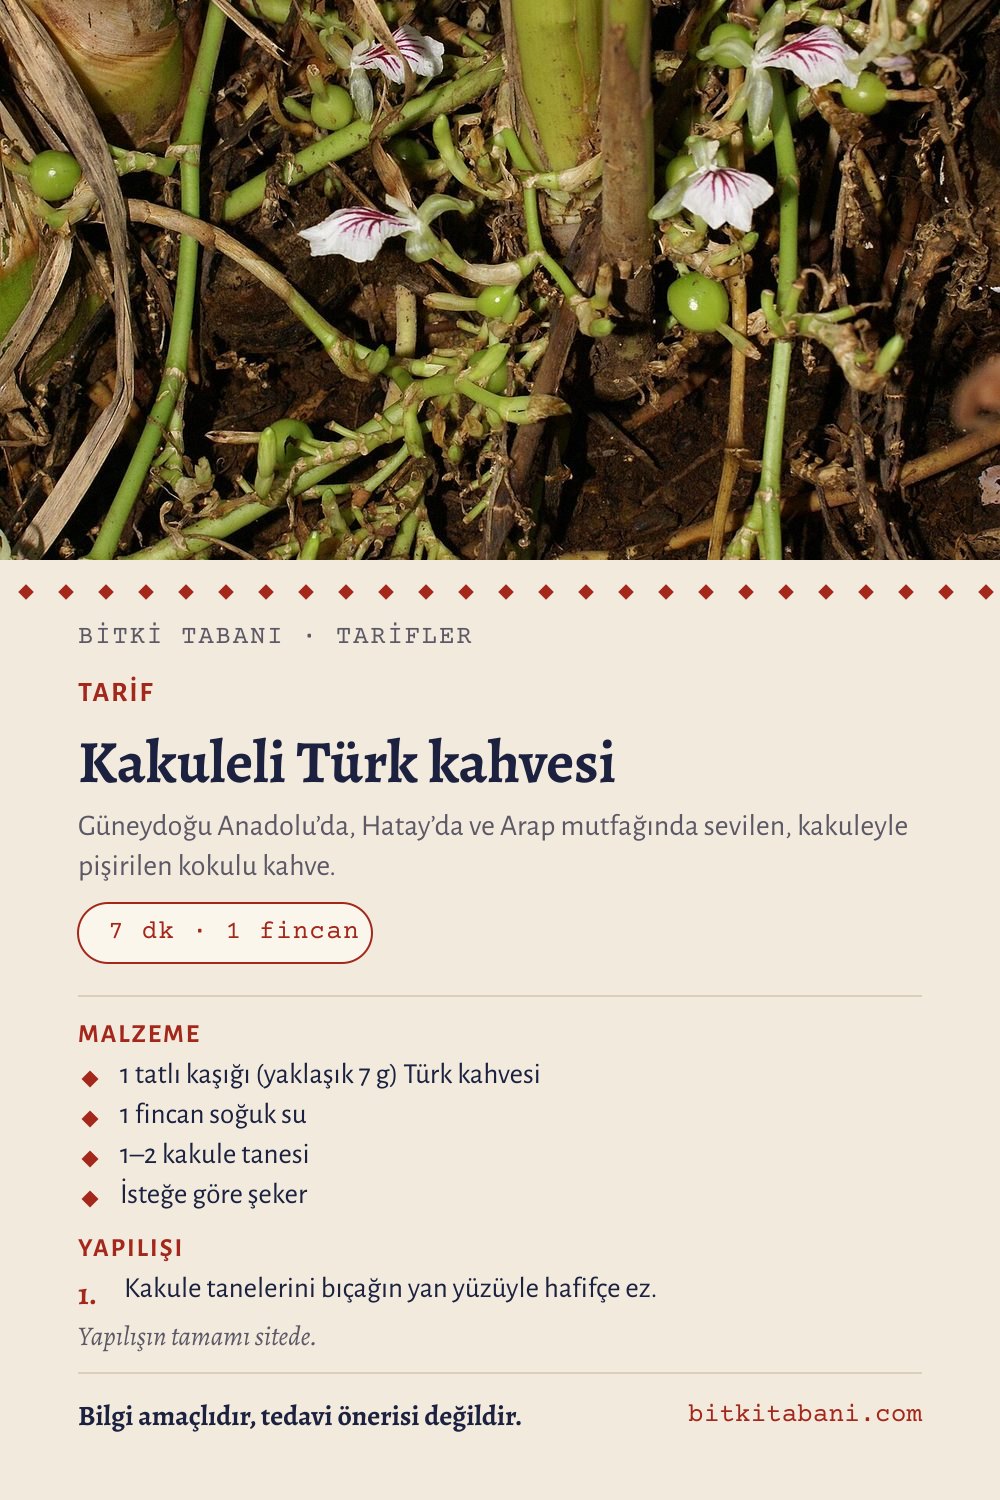 BİTKİ TABANI · TARİFLER
TARİF
Kakuleli Türk kahvesi
Güneydoğu Anadolu’da, Hatay’da ve Arap mutfağında sevilen, kakuleyle
pişirilen kokulu kahve.
7 dk · 1 fincan
MALZEME
◆ 1 tatlı kaşığı (yaklaşık 7 g) Türk kahvesi
◆ 1 fincan soğuk su
◆ 1–2 kakule tanesi
◆ İsteğe göre şeker
YAPILIŞI
1. Kakule tanelerini bıçağın yan yüzüyle hafifçe ez.
Yapılışın tamamı sitede.
Bilgi amaçlıdır, tedavi önerisi değildir.
bitkitabani.com